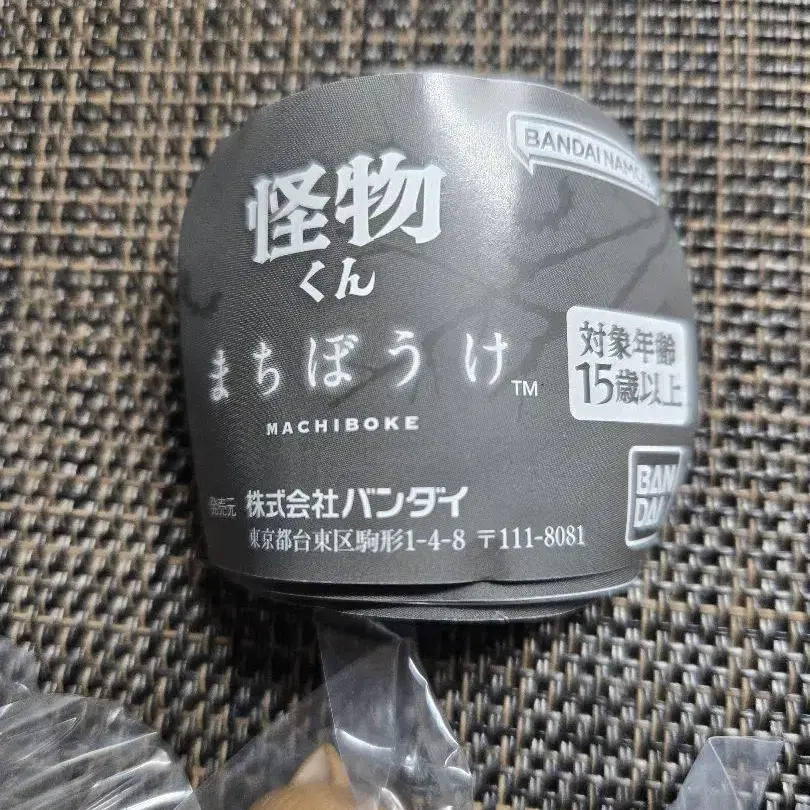 BANDAI NAMCO
怪物
くん
まちぼうけ™
MACHIBOKE
対象年齢
15歳以上
発売元 株式会社バンダイ
BAN
DAI
東京都台東区駒形1-4-8 〒111-8081